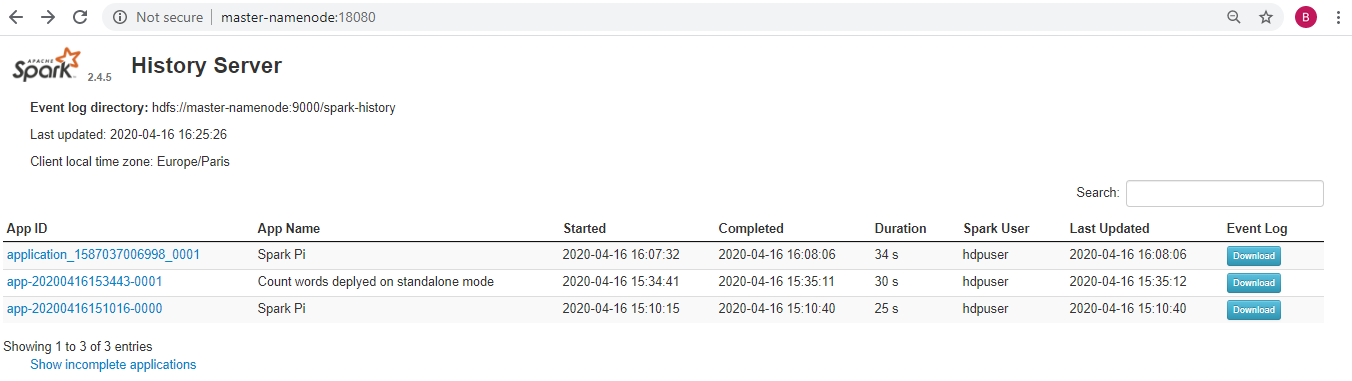 Not secure master-namenode:18080 B
APACHE Spark 2.4.5 History Server
Event log directory: hdfs://master-namenode:9000/spark-history
Last updated: 2020-04-16 16:25:26
Client local time zone: Europe/Paris
Search:
App ID App Name Started Completed Duration Spark User Last Updated Event Log
application_1587037006998_0001 Spark Pi 2020-04-16 16:07:32 2020-04-16 16:08:06 34 s hdpuser 2020-04-16 16:08:06 Download
app-20200416153443-0001 Count words deplyed on standalone mode 2020-04-16 15:34:41 2020-04-16 15:35:11 30 s hdpuser 2020-04-16 15:35:12 Download
app-20200416151016-0000 Spark Pi 2020-04-16 15:10:15 2020-04-16 15:10:40 25 s hdpuser 2020-04-16 15:10:40 Download
Showing 1 to 3 of 3 entries
Show incomplete applications